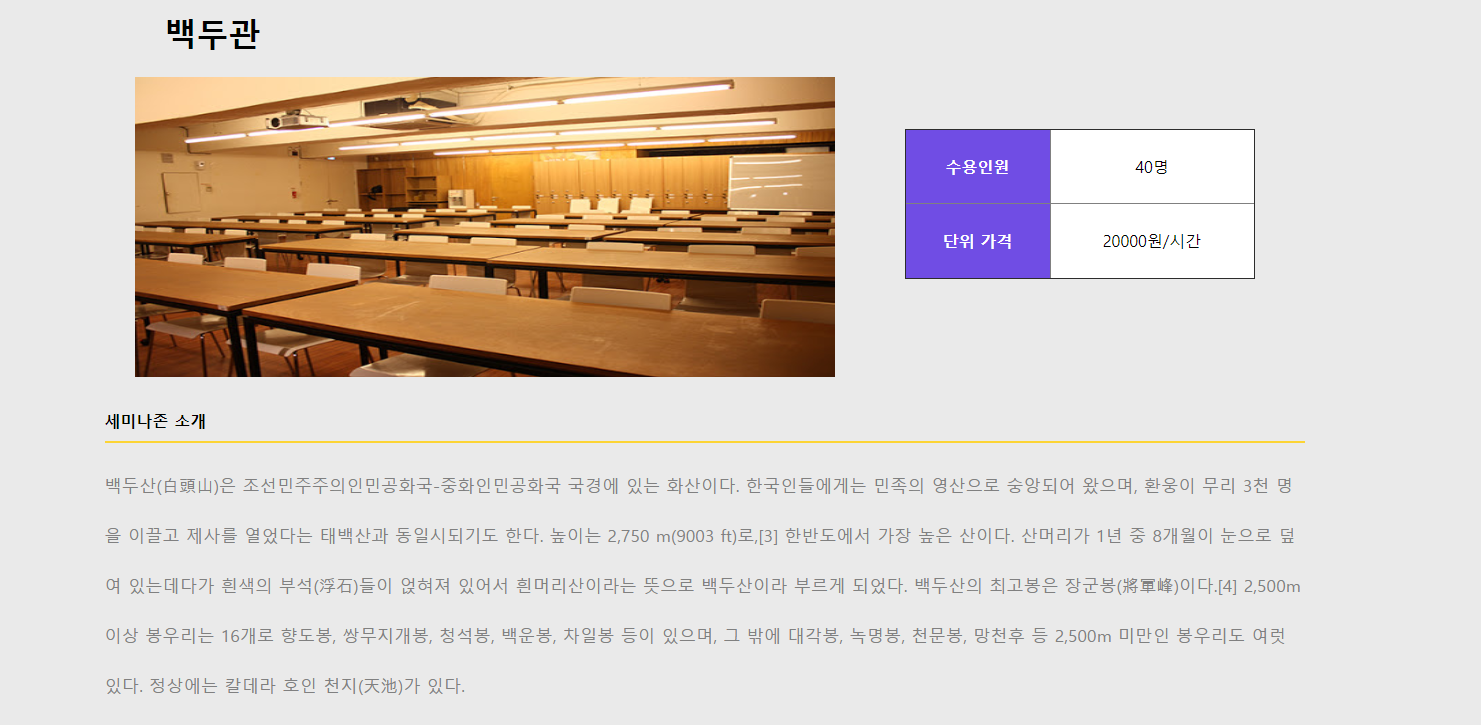 백두관
수용인원 40명
단위 가격 20000원/시간
세미나존 소개
백두산(白頭山)은 조선민주주의인민공화국-중화인민공화국 국경에 있는 화산이다. 한국인들에게는 민족의 영산으로 숭앙되어 왔으며, 환웅이 무리 3천 명
을 이끌고 제사를 열었다는 태백산과 동일시되기도 한다. 높이는 2,750 m(9003 ft)로,[3] 한반도에서 가장 높은 산이다. 산머리가 1년 중 8개월이 눈으로 덮
여 있는데다가 흰색의 부석(浮石)들이 얹혀져 있어서 흰머리산이라는 뜻으로 백두산이라 부르게 되었다. 백두산의 최고봉은 장군봉(將軍峰)이다.[4] 2,500m
이상 봉우리는 16개로 향도봉, 쌍무지개봉, 청석봉, 백운봉, 차일봉 등이 있으며, 그 밖에 대각봉, 녹명봉, 천문봉, 망천후 등 2,500m 미만인 봉우리도 여럿
있다. 정상에는 칼데라 호인 천지(天池)가 있다.